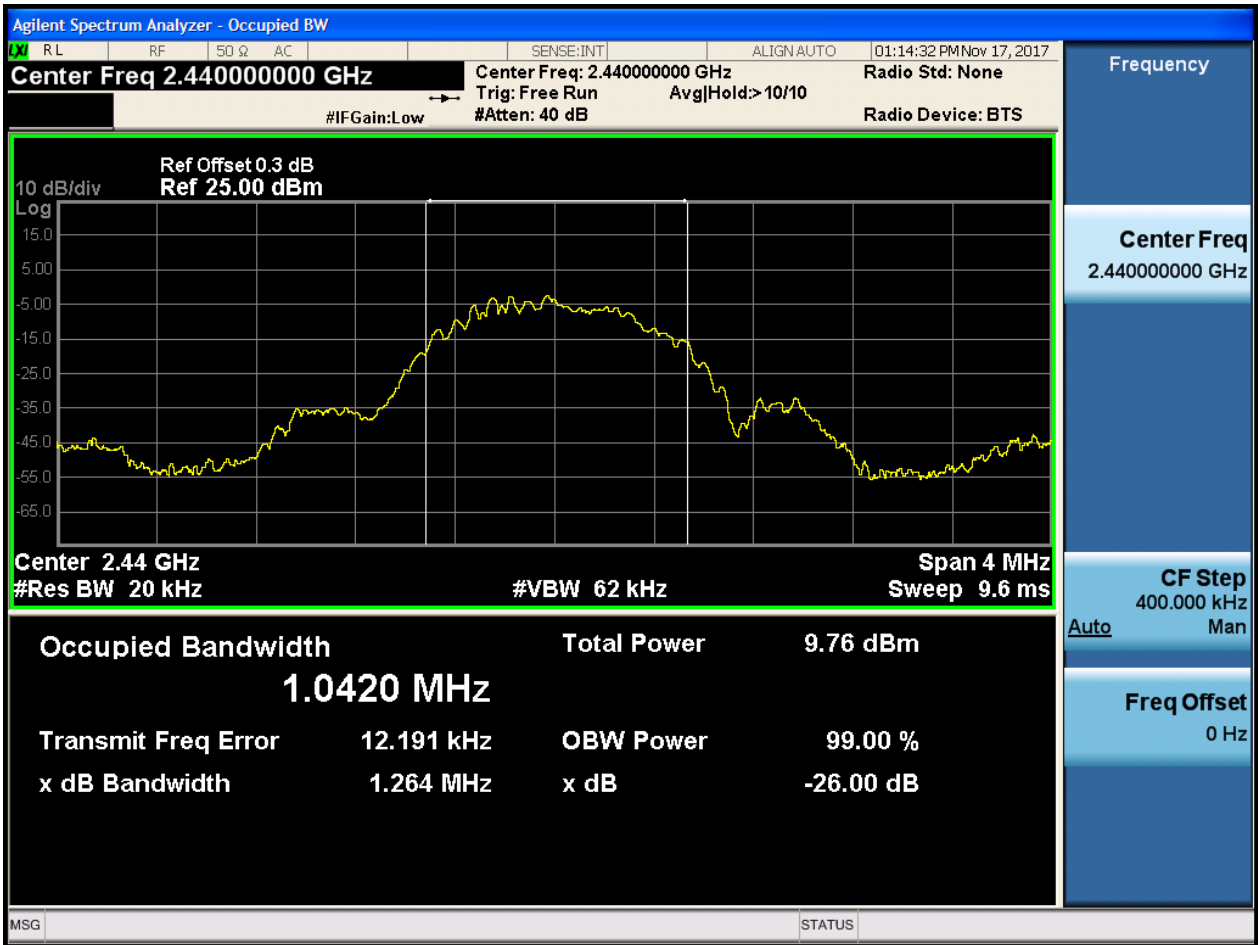 Agilent Spectrum Analyzer - Occupied BW
LXI RL RF 50 Ω AC SENSE:INT ALIGN AUTO 01:14:32 PM Nov 17, 2017
Center Freq 2.440000000 GHz
Center Freq: 2.440000000 GHz Radio Std: None
Trig: Free Run Avg|Hold:> 10/10
#IFGain:Low #Atten: 40 dB Radio Device: BTS
Ref Offset 0.3 dB
10 dB/div Ref 25.00 dBm
Log
15.0
5.00
-5.00
-15.0
-25.0
-35.0
-45.0
-55.0
-65.0
Center 2.44 GHz Span 4 MHz
#Res BW 20 kHz #VBW 62 kHz Sweep 9.6 ms
Occupied Bandwidth Total Power 9.76 dBm
1.0420 MHz
Transmit Freq Error 12.191 kHz OBW Power 99.00 %
x dB Bandwidth 1.264 MHz x dB -26.00 dB
Frequency
Center Freq
2.440000000 GHz
CF Step
400.000 kHz
Auto Man
Freq Offset
0 Hz
MSG STATUS